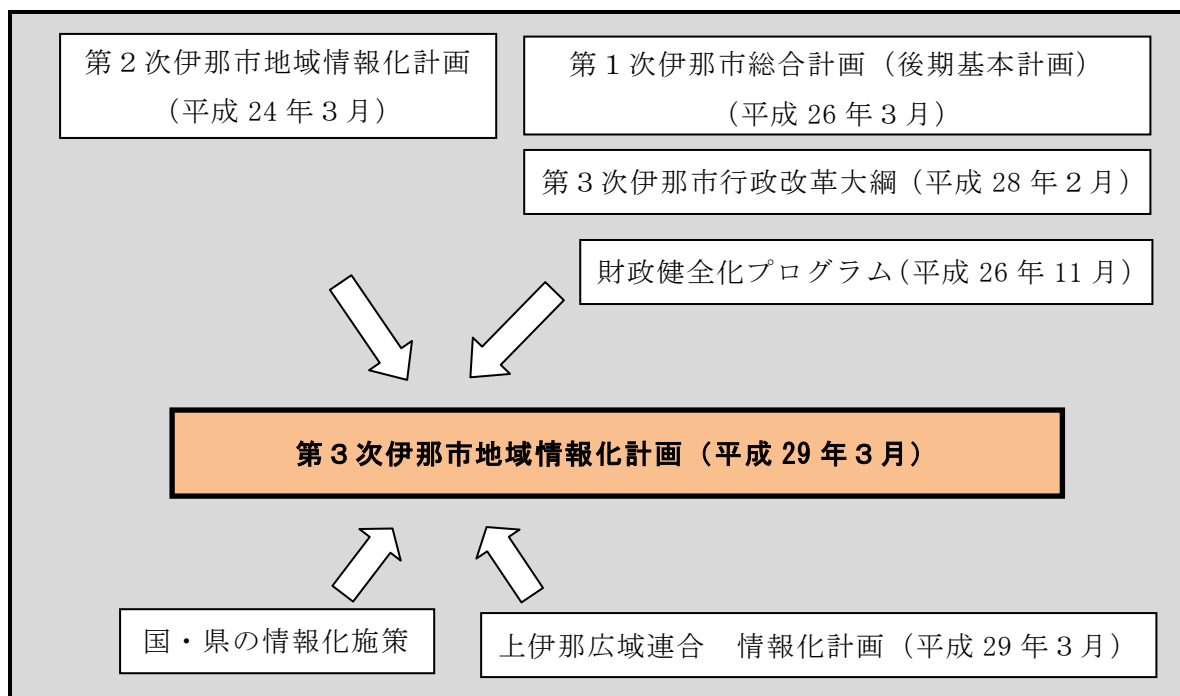 第２次伊那市地域情報化計画
（平成 24 年３月）
第１次伊那市総合計画（後期基本計画）
（平成 26 年３月）
第３次伊那市行政改革大綱（平成 28 年２月）
財政健全化プログラム（平成 26 年 11 月）
第３次伊那市地域情報化計画（平成 29 年３月）
国・県の情報化施策
上伊那広域連合　情報化計画（平成 29 年３月）